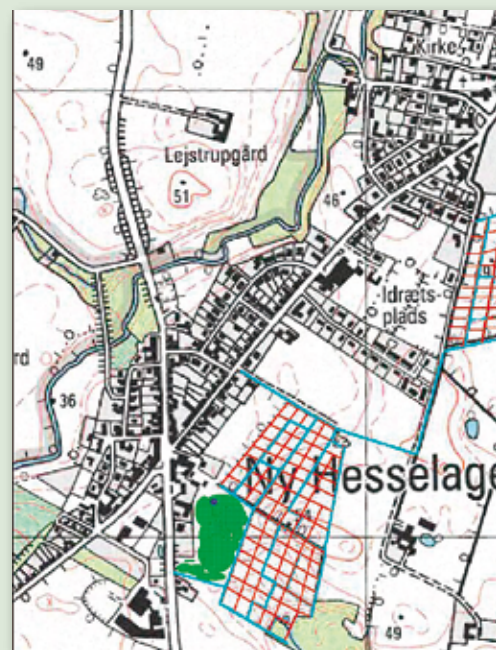 Kirke
49
Lejstrupgård
51
46
Idræts-
plads
rd
36
Ny Hesselage
49